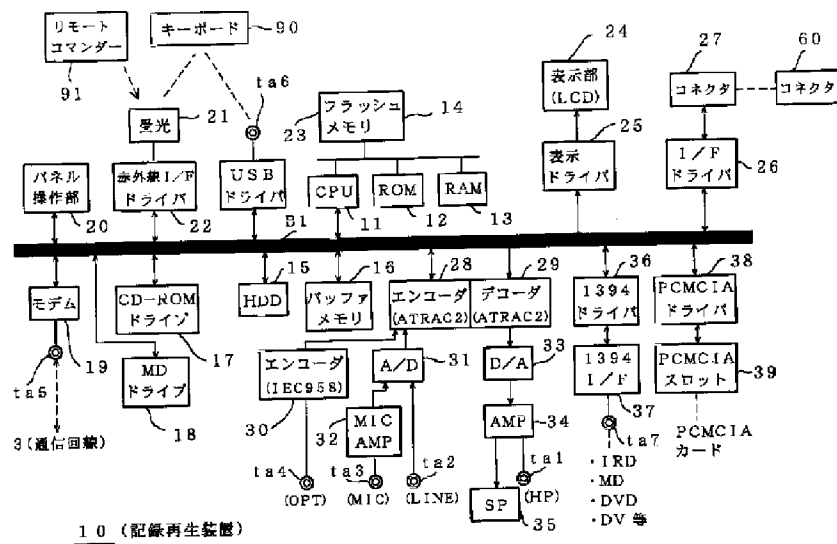 リモート
コマンダー
91
キーボード
90
ta6
受光
21
フラッシュ
メモリ
23
14
24
表示部
(LCD)
25
27
コネクタ
60
コネクタ
パネル
操作部
20
赤外線I/F
ドライバ
22
USB
ドライバ
CPU
11
ROM
12
RAM
13
表示
ドライバ
I/F
ドライバ
26
B1
モデム
19
ta5
3(通信回線)
CD-ROM
ドライブ
17
MD
ドライブ
18
15
HDD
16
バッファ
メモリ
28
エンコーダ
(ATRAC2)
29
デコーダ
(ATRAC2)
36
1394
ドライバ
38
PCMCIA
ドライバ
エンコーダ
(IEC958)
30
A/D
31
D/A
33
1394
I/F
37
PCMCIA
スロット
39
32
MIC
AMP
AMP
34
ta7
・IRD
・MD
・DVD
・DV等
PCMCIA
カード
ta4
(OPT)
ta3
(MIC)
ta2
(LINE)
SP
35
ta1
(HP)
10 (記録再生装置)